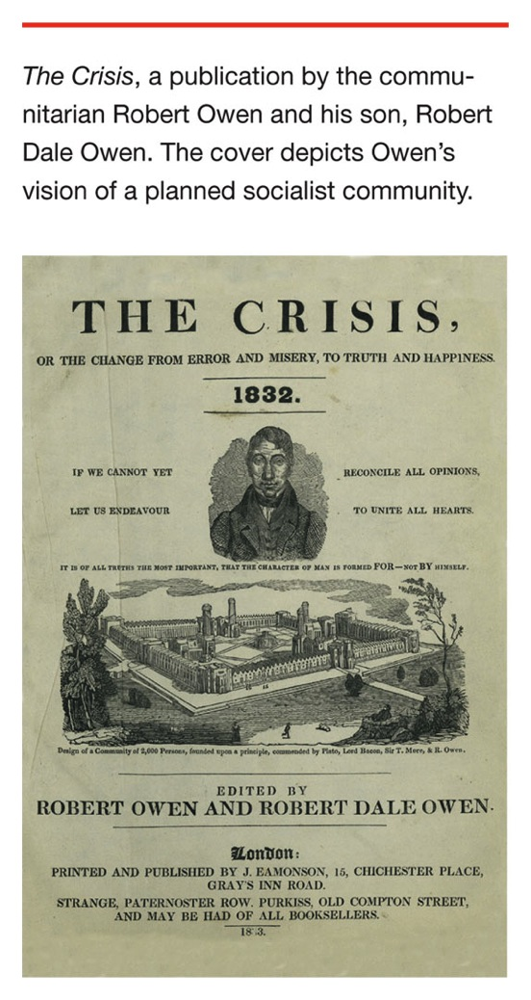 The Crisis, a publication by the commu-
nitarian Robert Owen and his son, Robert
Dale Owen. The cover depicts Owen’s
vision of a planned socialist community.
THE CRISIS,
OR THE CHANGE FROM ERROR AND MISERY, TO TRUTH AND HAPPINESS.
1832.
IF WE CANNOT YET RECONCILE ALL OPINIONS,
LET US ENDEAVOUR TO UNITE ALL HEARTS.
IT IS OF ALL TRUTHS THE MOST IMPORTANT, THAT THE CHARACTER OF MAN IS FORMED FOR—NOT BY HIMSELF.
Design of a Community of 2,000 Persons, founded upon a principle, commended by Plato, Lord Bacon, Sir T. More, & R. Owen.
EDITED BY
ROBERT OWEN AND ROBERT DALE OWEN.
London:
PRINTED AND PUBLISHED BY J. EAMONSON, 15, CHICHESTER PLACE,
GRAY'S INN ROAD.
STRANGE, PATERNOSTER ROW. PURKISS, OLD COMPTON STREET,
AND MAY BE HAD OF ALL BOOKSELLERS.